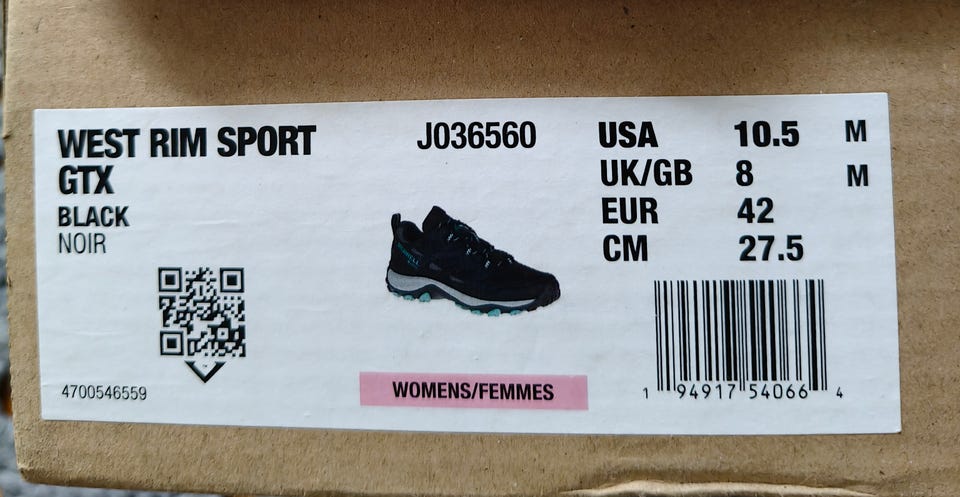 WEST RIM SPORT
GTX
BLACK
NOIR
4700546559
J036560
MERRELL
WOMENS/FEMMES
USA 10.5 M
UK/GB 8 M
EUR 42
CM 27.5
1 94917 54066 4